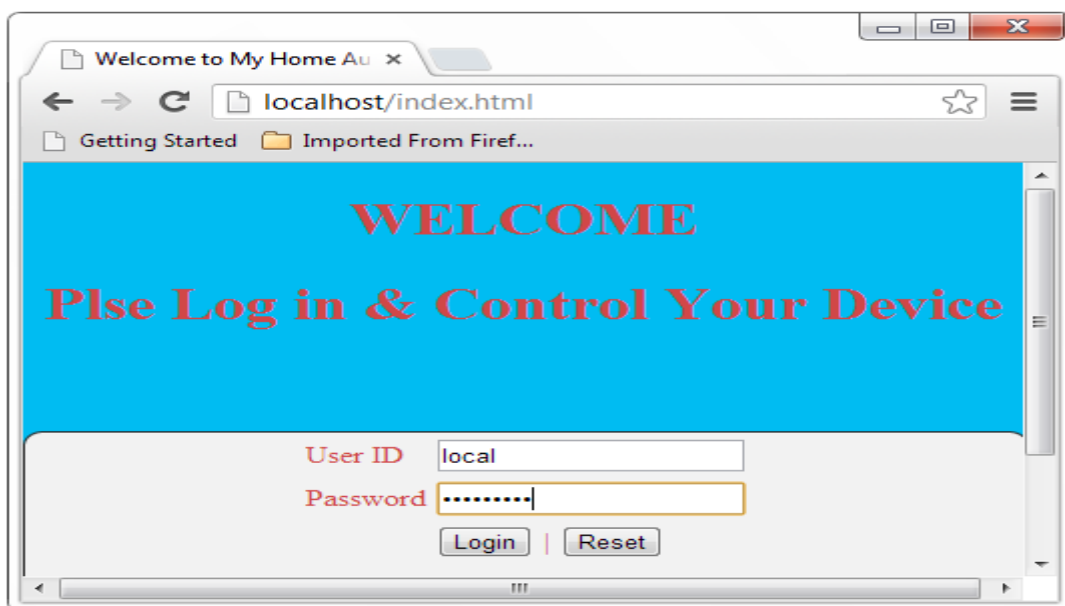 Welcome to My Home Au
localhost/index.html
Getting Started Imported From Firef...
WELCOME
Plse Log in & Control Your Device
User ID local
Password •••••••••
Login | Reset